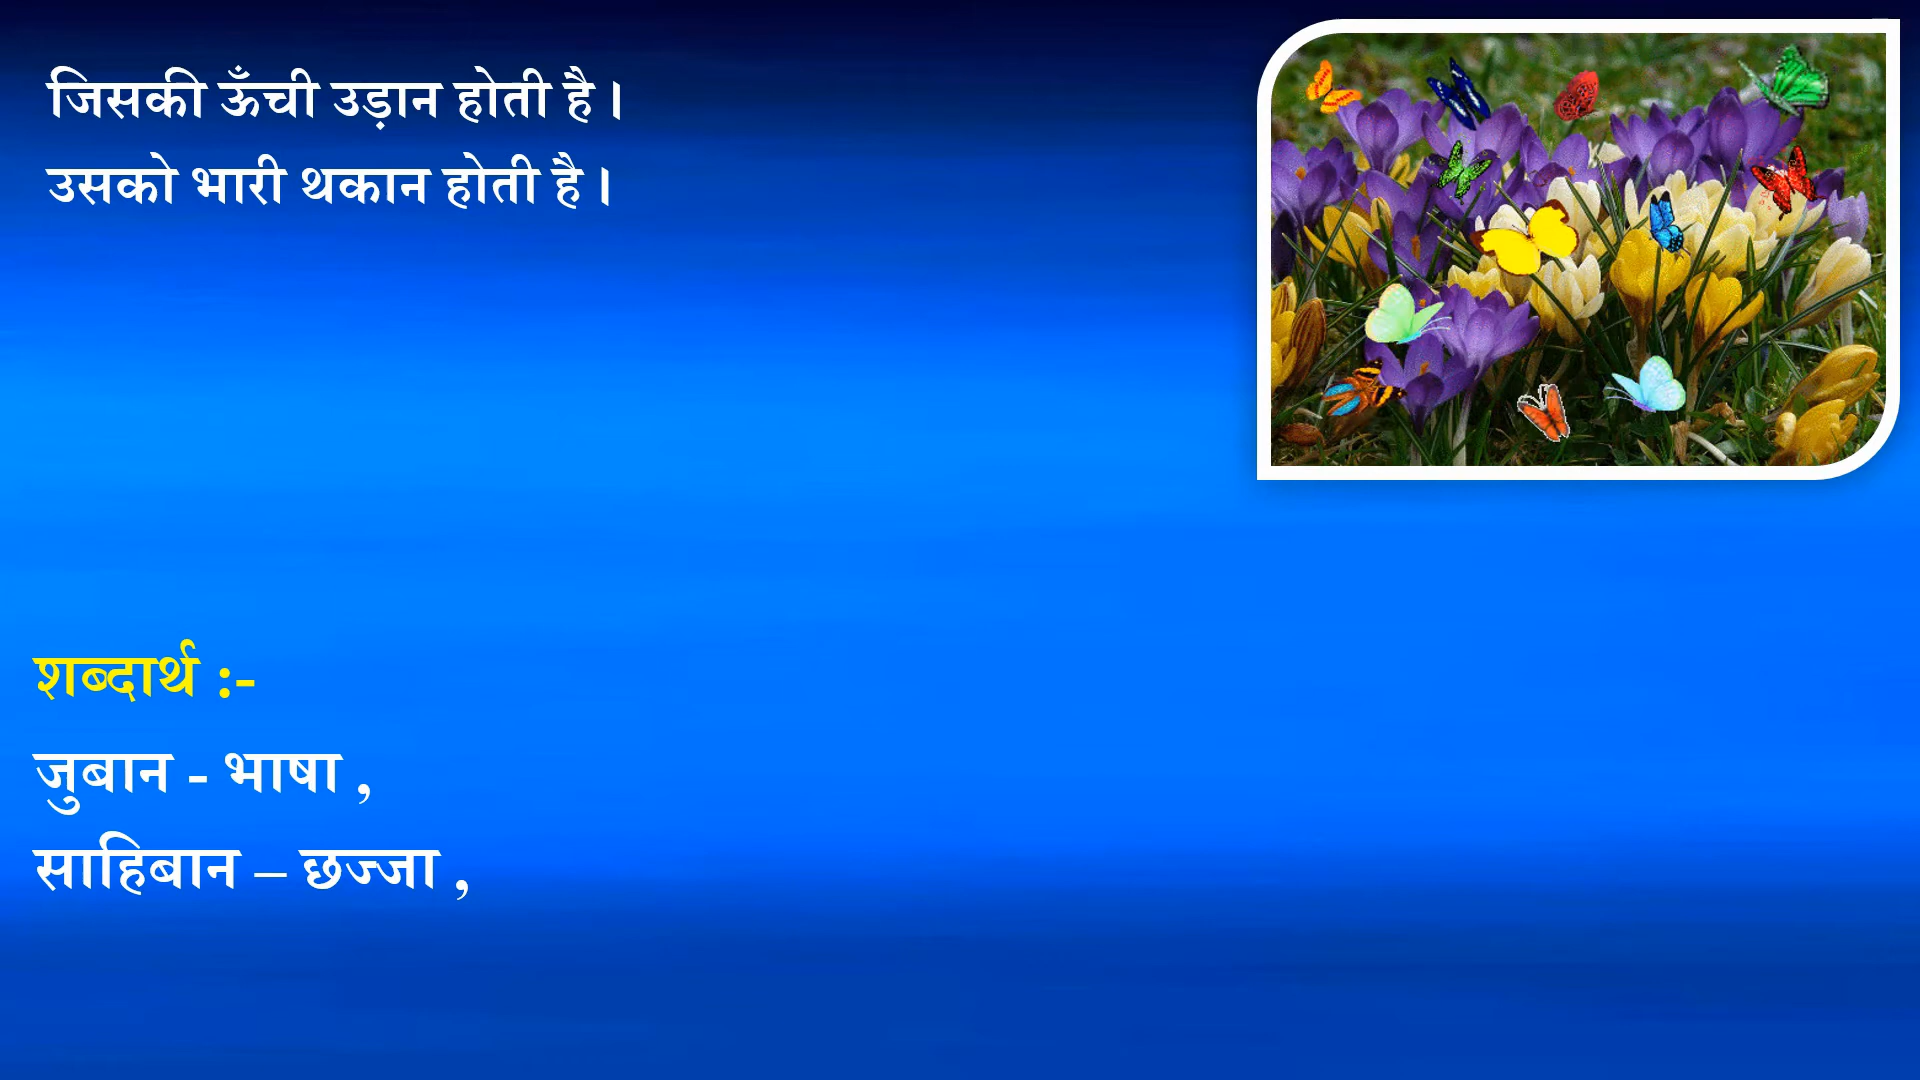 जिसकी ऊँची उड़ान होती है ।
उसको भारी थकान होती है ।
शब्दार्थ :-
जुबान - भाषा ,
साहिबान – छज्जा ,